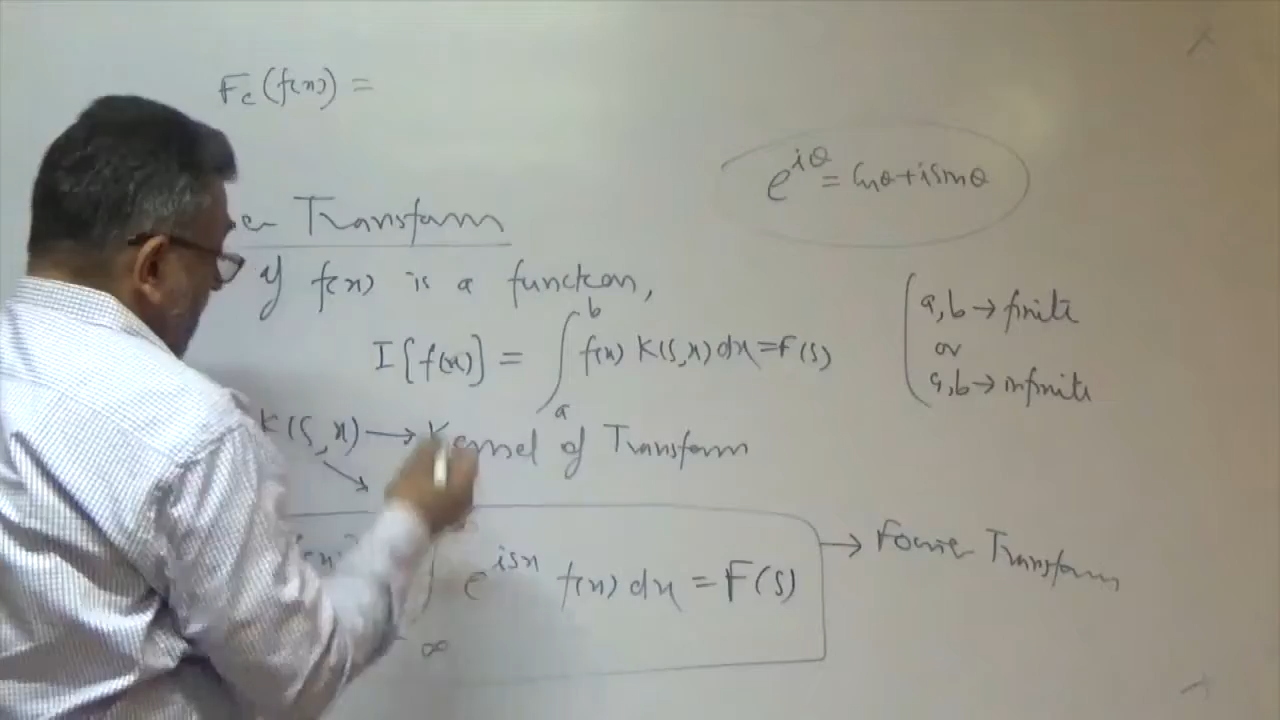 Fc(f(x)) =
e^{iθ} = cosθ + i sinθ
Transform
If f(x) is a function,
I[f(x)] = ∫_a^b f(x) K(s,x) dx = F(s)
a,b → finite
or
a,b → infinite
K(s,x) → Kernel of Transform
∫_{-∞} e^{isx} f(x) dx = F(s)
→ Fourier Transform